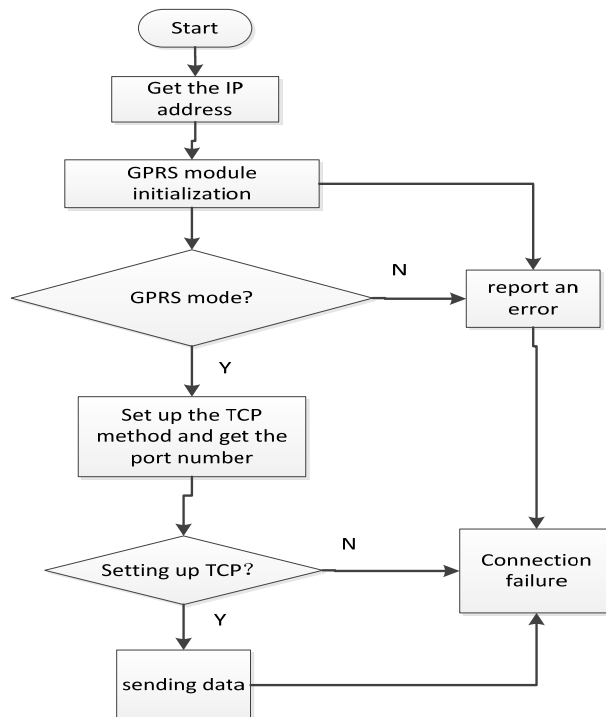 Start
Get the IP
address
GPRS module
initialization
N
GPRS mode?
report an
error
Y
Set up the TCP
method and get the
port number
N
Setting up TCP?
Connection
failure
Y
sending data